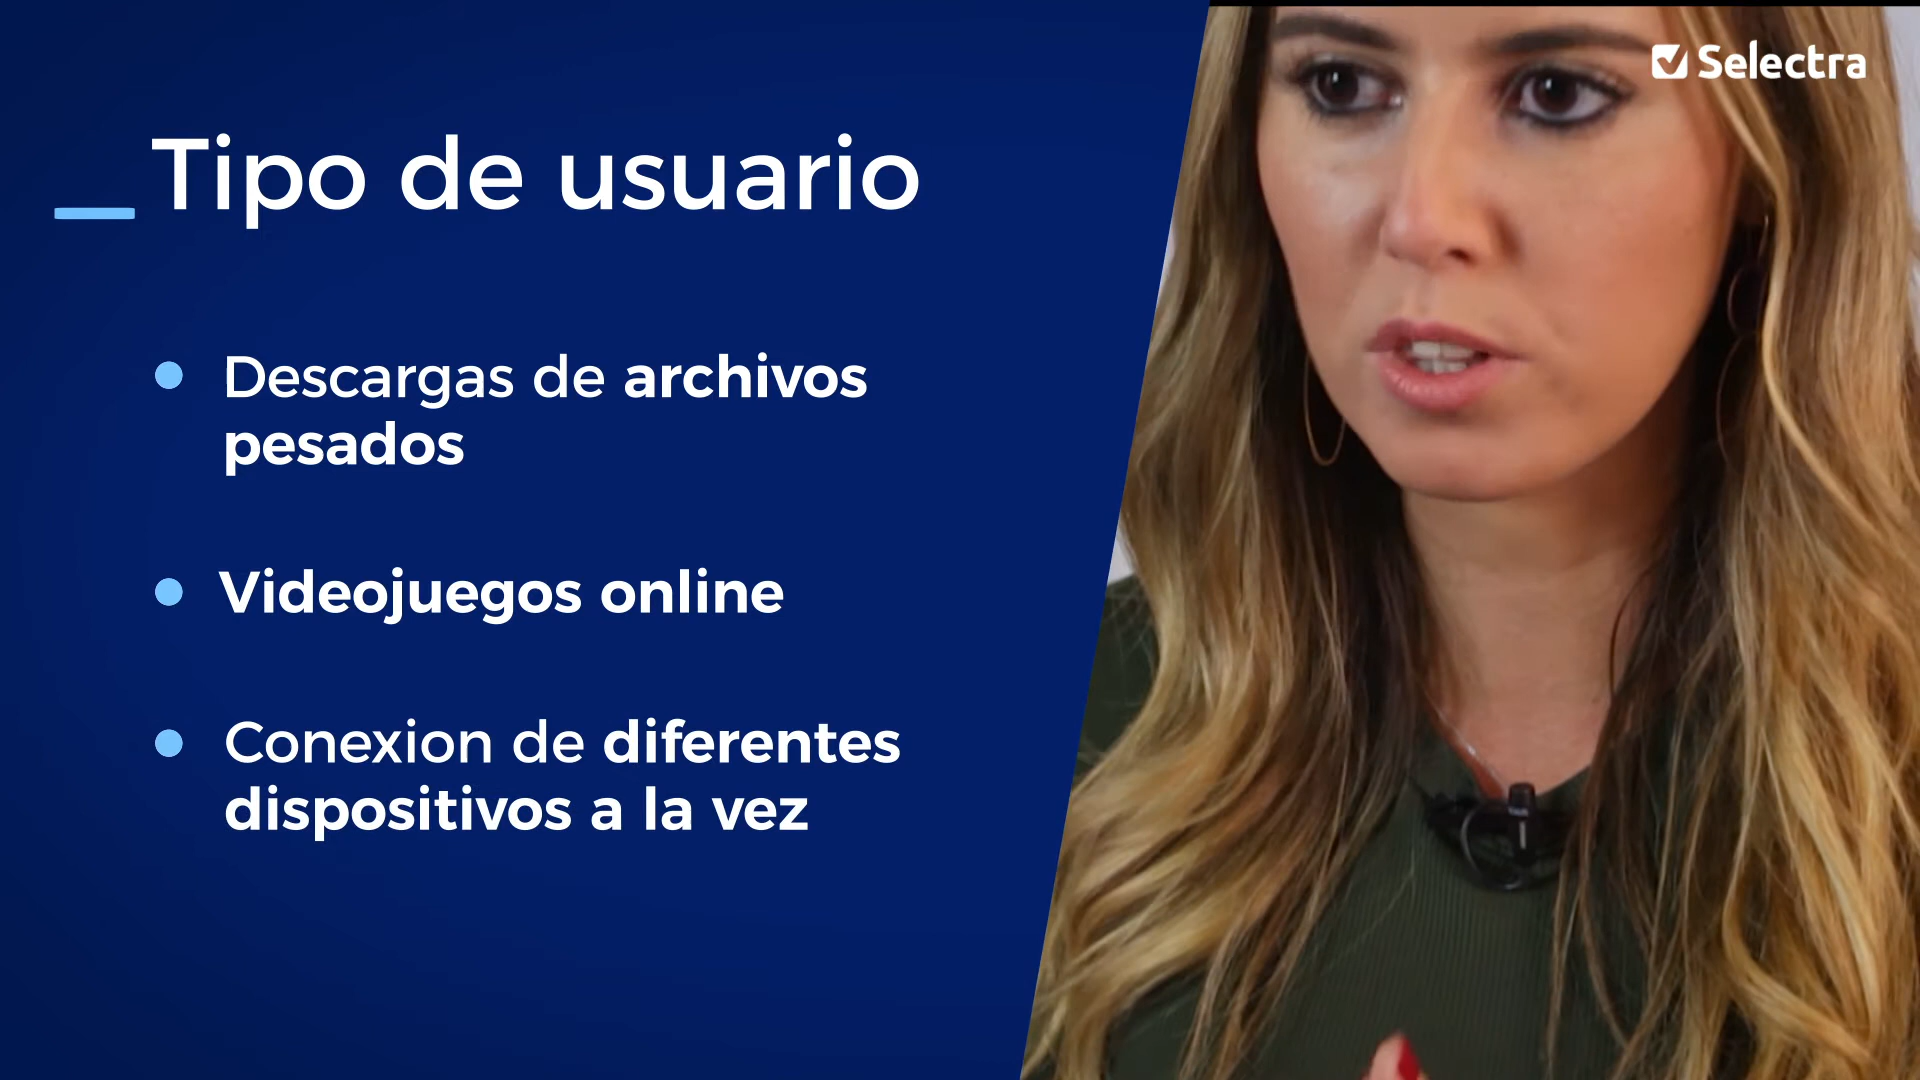 Selectra
Tipo de usuario
Descargas de archivos
pesados
Videojuegos online
Conexion de diferentes
dispositivos a la vez